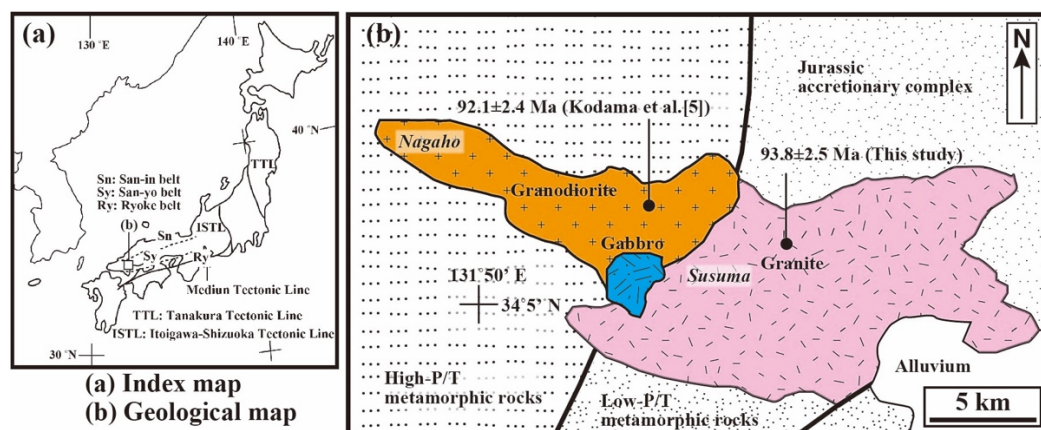 (a)
130 °E
140 °E
40 °N
TTL
Sn: San-in belt
Sy: San-yo belt
Ry: Ryoke belt
(b)
Sn
ISTL
Sy
Ry
Mediun Tectonic Line
TTL: Tanakura Tectonic Line
ISTL: Itoigawa-Shizuoka Tectonic Line
30 °N
(a) Index map
(b) Geological map
(b)
N
Jurassic
accretionary complex
92.1±2.4 Ma (Kodama et al.[5])
Nagaho
93.8±2.5 Ma (This study)
Granodiorite
Gabbro
Susuma
Granite
131°50’ E
34°5’ N
High-P/T
metamorphic rocks
Low-P/T
metamorphic rocks
Alluvium
5 km